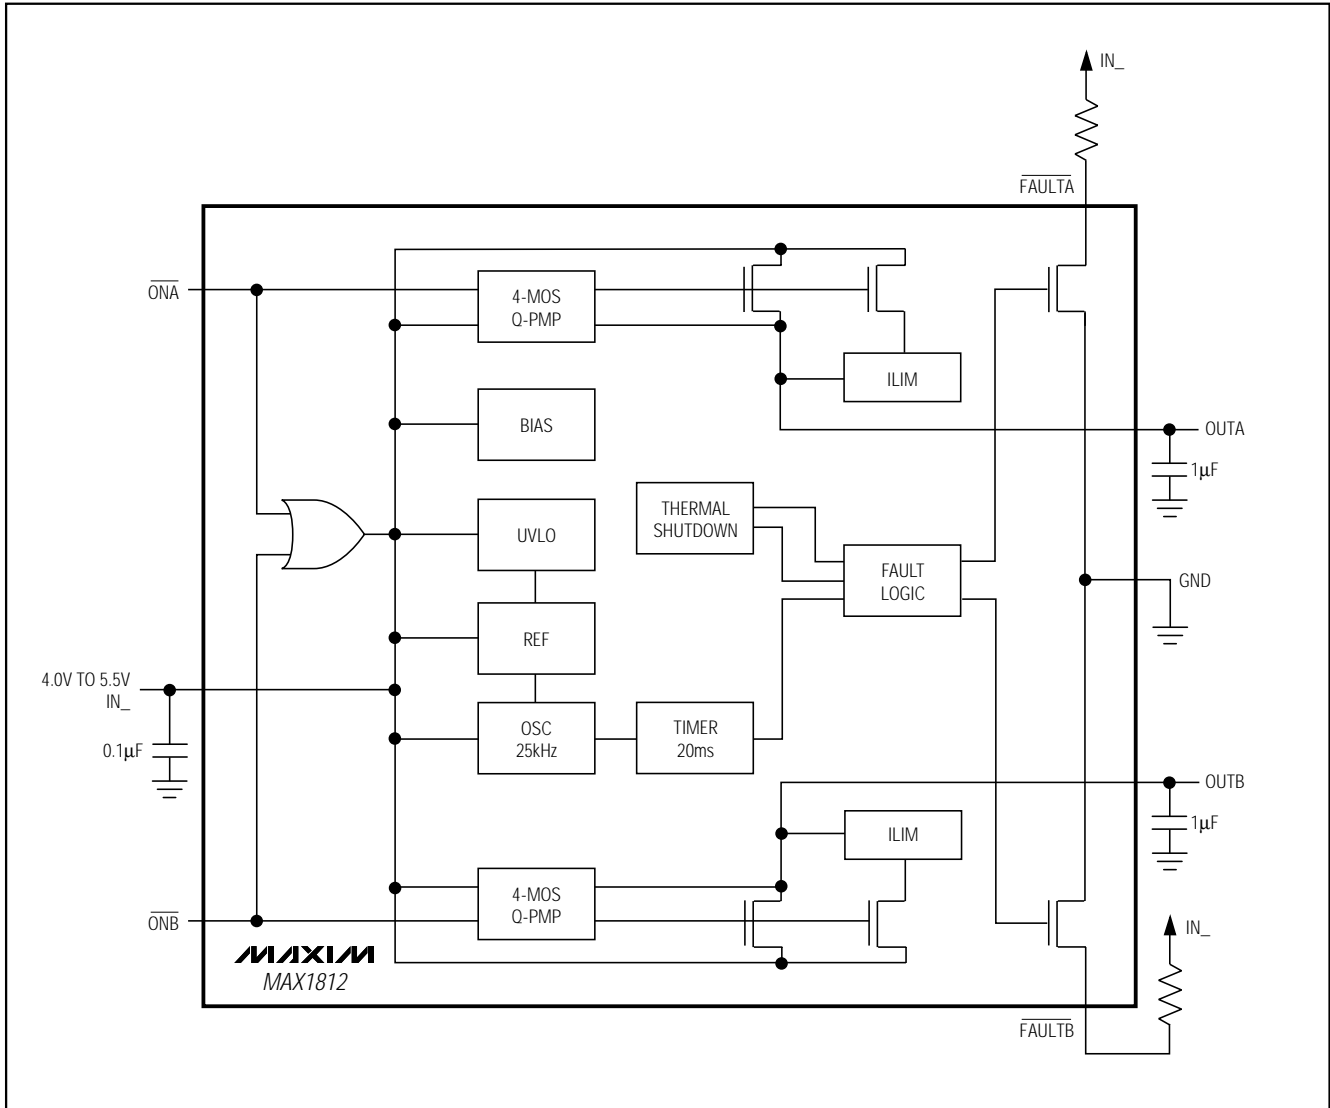 IN_
FAULTA
ONA
4-MOS
Q-PMP
ILIM
BIAS
OUTA
1μF
THERMAL
SHUTDOWN
UVLO
FAULT
LOGIC
GND
REF
4.0V TO 5.5V
IN_
0.1μF
OSC
25kHz
TIMER
20ms
OUTB
1μF
ILIM
4-MOS
Q-PMP
ONB
IN_
MAXIM
MAX1812
FAULTB